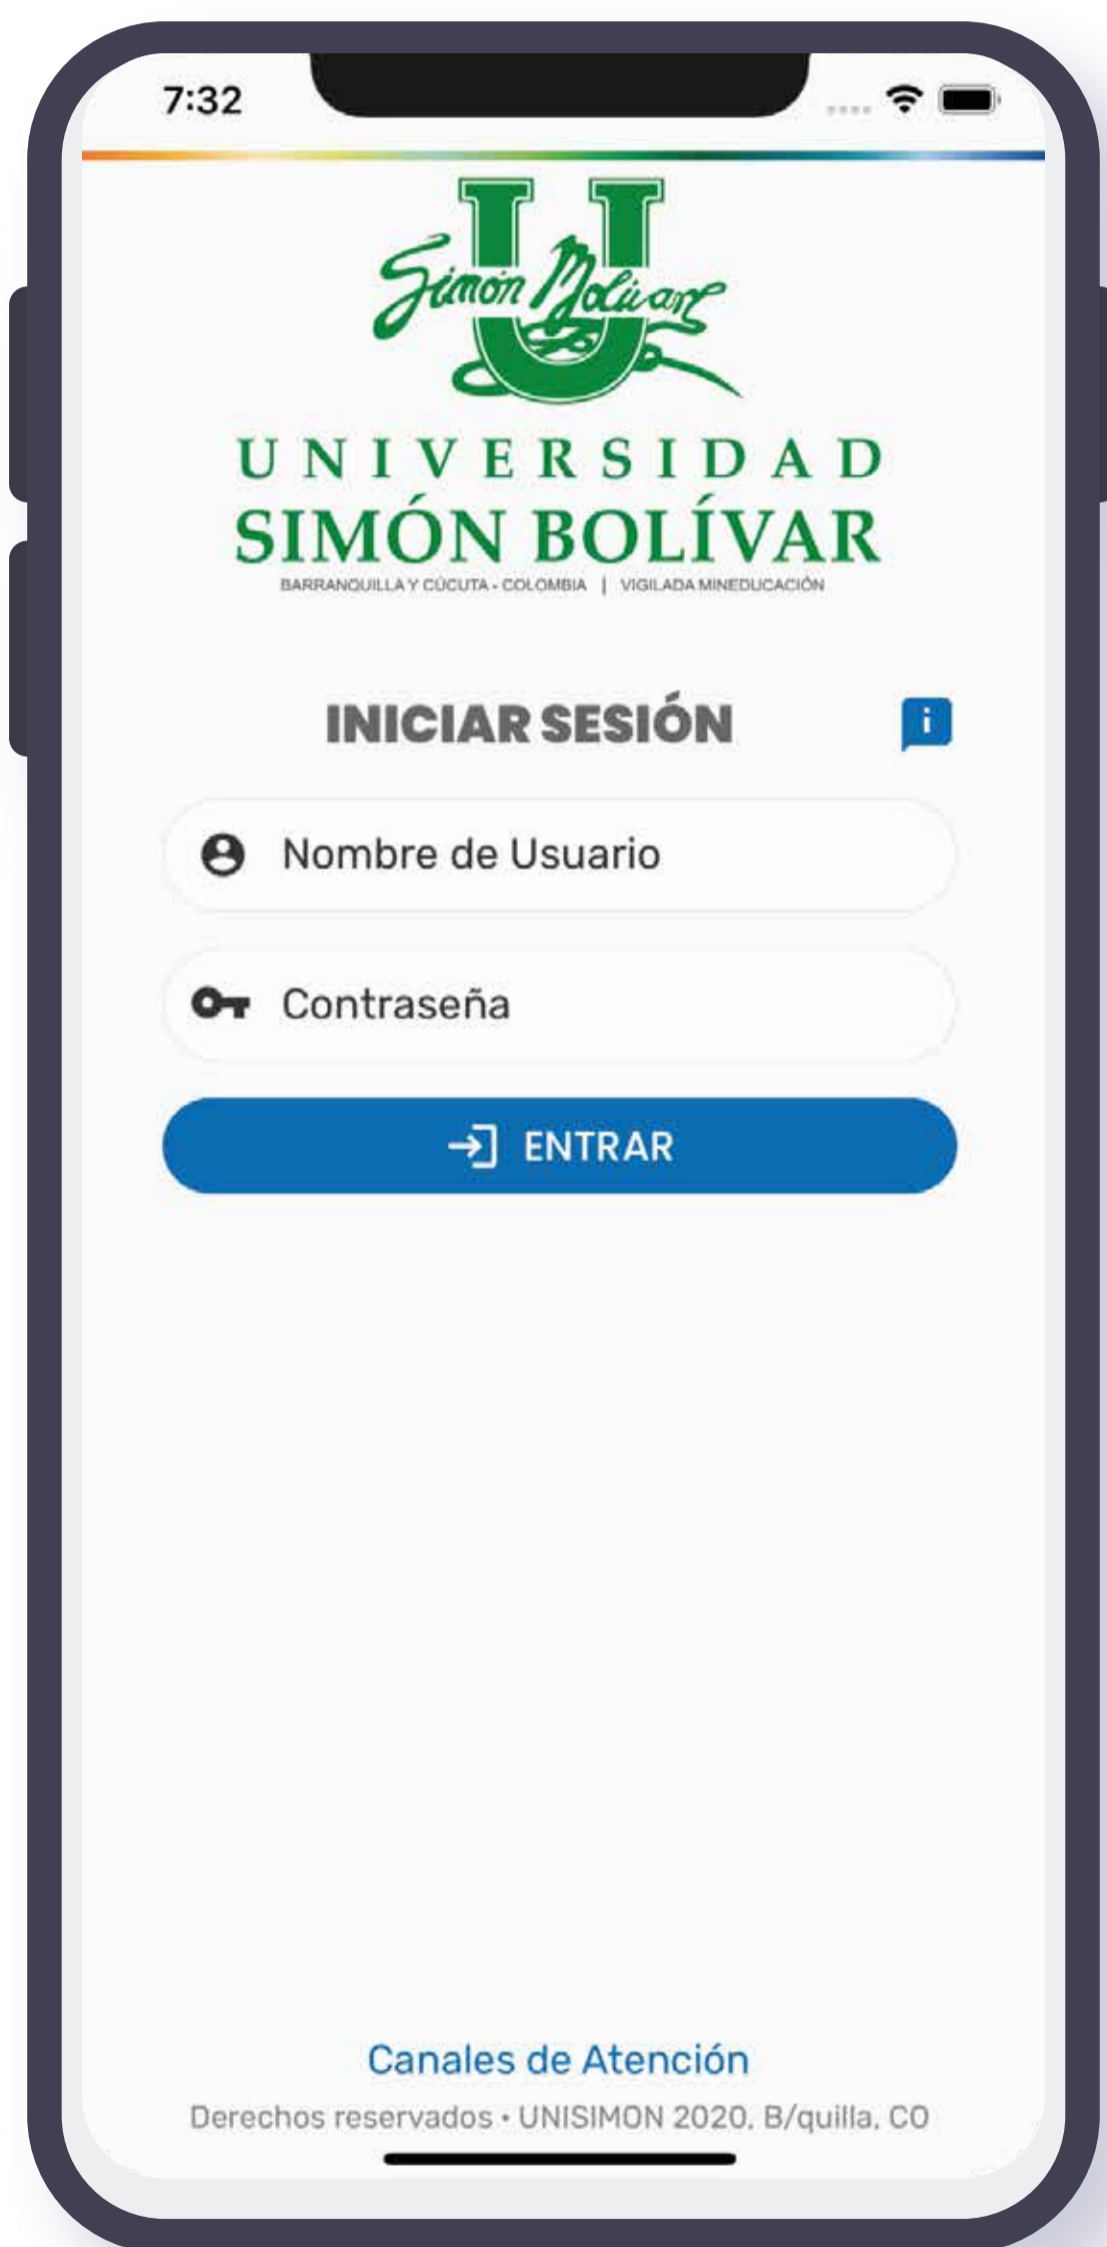 7:32
Simón Bolívar
UNIVERSIDAD
SIMÓN BOLÍVAR
BARRANQUILLA Y CÚCUTA - COLOMBIA | VIGILADA MINEDUCACIÓN
INICIAR SESIÓN
Nombre de Usuario
Contraseña
ENTRAR
Canales de Atención
Derechos reservados • UNISIMON 2020, B/quilla, CO